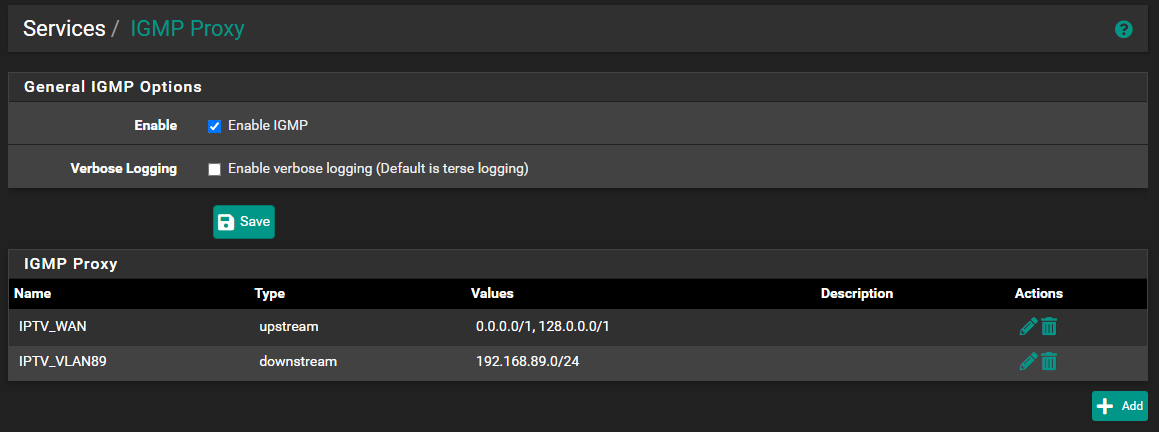 Services / IGMP Proxy
General IGMP Options
Enable Enable IGMP
Verbose Logging Enable verbose logging (Default is terse logging)
Save
IGMP Proxy
Name Type Values Description Actions
IPTV_WAN upstream 0.0.0.0/1, 128.0.0.0/1
IPTV_VLAN89 downstream 192.168.89.0/24
Add